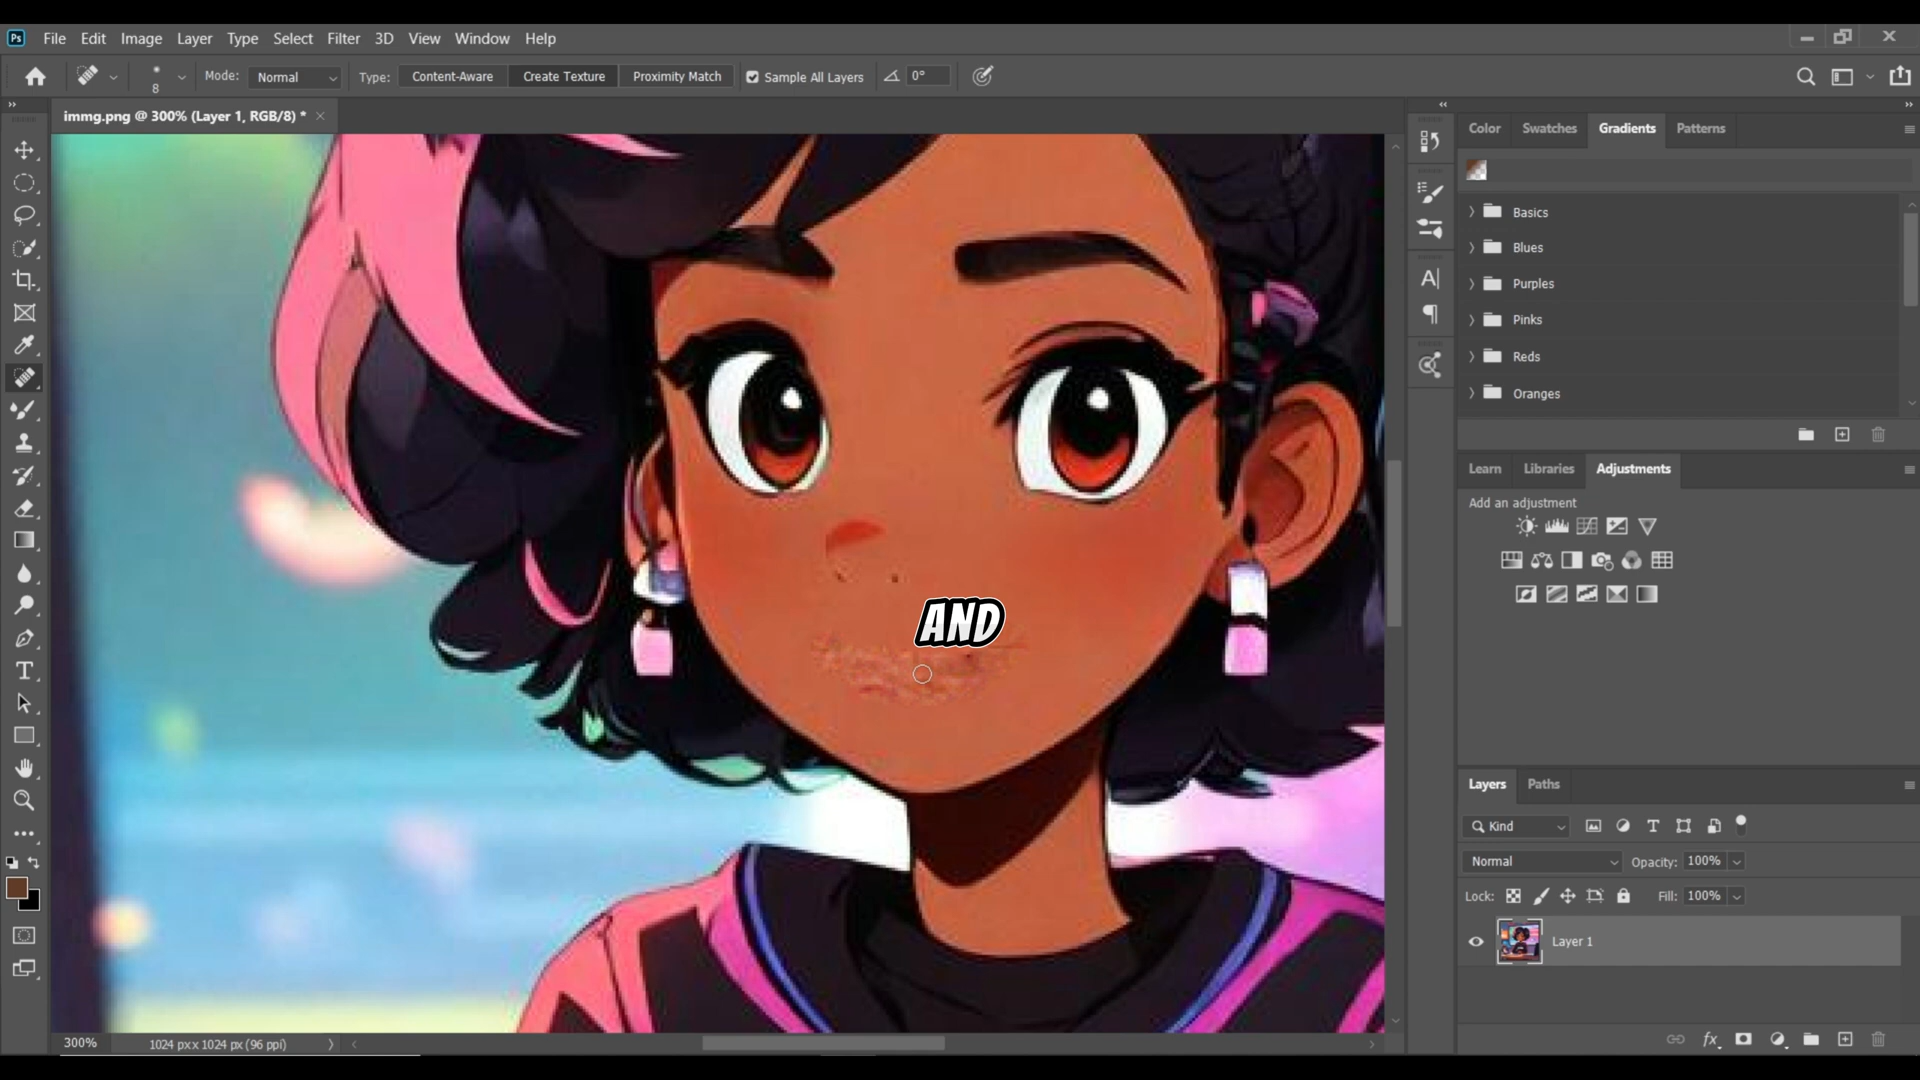 Ps File Edit Image Layer Type Select Filter 3D View Window Help
8 Mode: Normal Type: Content-Aware Create Texture Proximity Match Sample All Layers 0°
immg.png @ 300% (Layer 1, RGB/8) *
Color Swatches Gradients Patterns
Basics
Blues
Purples
Pinks
Reds
Oranges
Learn Libraries Adjustments
Add an adjustment
AND
Layers Paths
Kind
Normal Opacity: 100%
Lock: Fill: 100%
Layer 1
300% 1024 px x 1024 px (96 ppi)